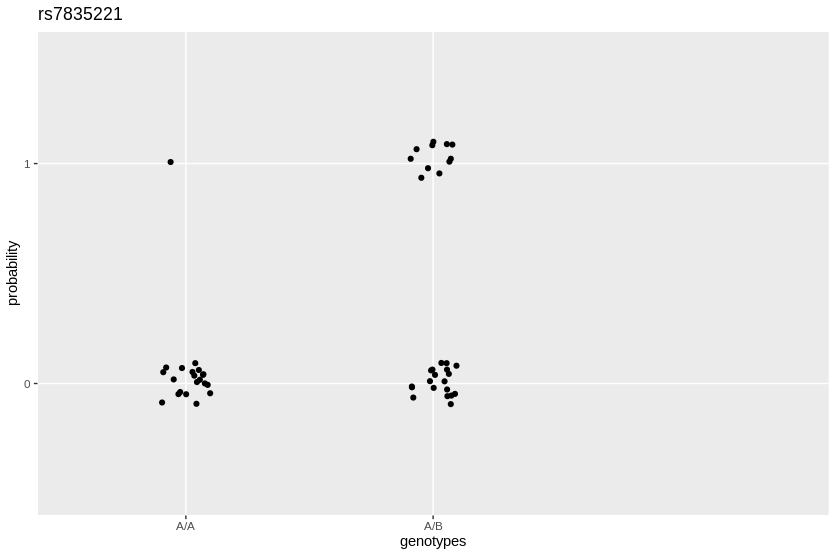 rs7835221
probability
1
0
A/A A/B
genotypes